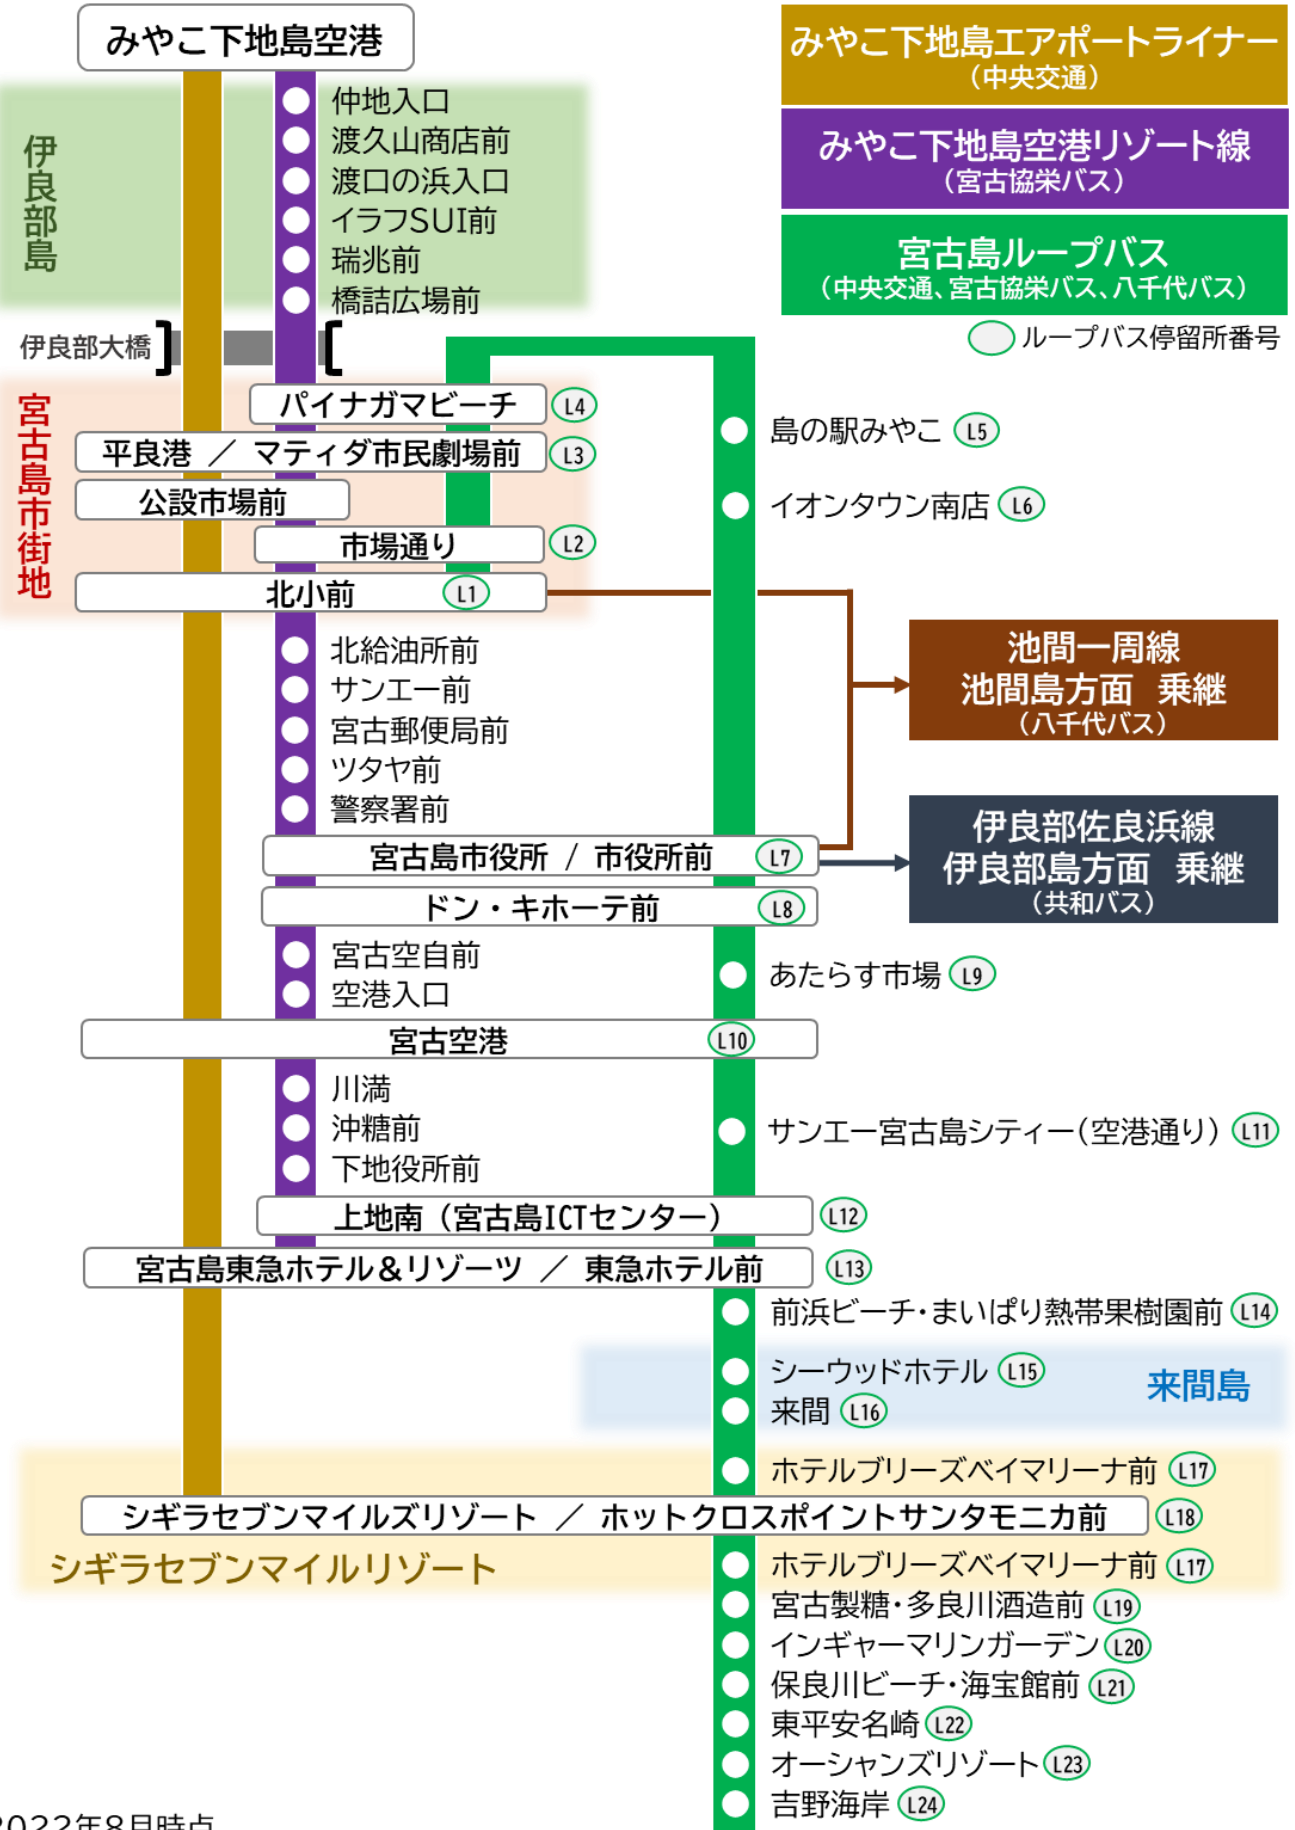 みやこ下地島空港
みやこ下地島エアポートライナー
（中央交通）
みやこ下地島空港リゾート線
（宮古協栄バス）
宮古島ループバス
（中央交通、宮古協栄バス、八千代バス）
ループバス停留所番号
伊良部島
仲地入口
渡久山商店前
渡口の浜入口
イラフSUI前
瑞兆前
橋詰広場前
伊良部大橋
宮古島市街地
パイナガマビーチ L4
平良港 ／ マティダ市民劇場前 L3
公設市場前
市場通り L2
北小前 L1
島の駅みやこ L5
イオンタウン南店 L6
北給油所前
サンエー前
宮古郵便局前
ツタヤ前
警察署前
池間一周線
池間島方面 乗継
（八千代バス）
宮古島市役所 / 市役所前 L7
伊良部佐良浜線
伊良部島方面 乗継
（共和バス）
ドン・キホーテ前 L8
宮古空自前
空港入口
あたらす市場 L9
宮古空港 L10
川満
沖糖前
下地役所前
サンエー宮古島シティー（空港通り） L11
上地南（宮古島ICTセンター） L12
宮古島東急ホテル＆リゾーツ ／ 東急ホテル前 L13
前浜ビーチ・まいぱり熱帯果樹園前 L14
シーウッドホテル L15
来間 L16
来間島
ホテルブリーズベイマリーナ前 L17
シギラセブンマイルズリゾート ／ ホットクロスポイントサンタモニカ前 L18
シギラセブンマイルリゾート
ホテルブリーズベイマリーナ前 L17
宮古製糖・多良川酒造前 L19
インギャーマリンガーデン L20
保良川ビーチ・海宝館前 L21
東平安名崎 L22
オーシャンズリゾート L23
吉野海岸 L24
2022年8月時点